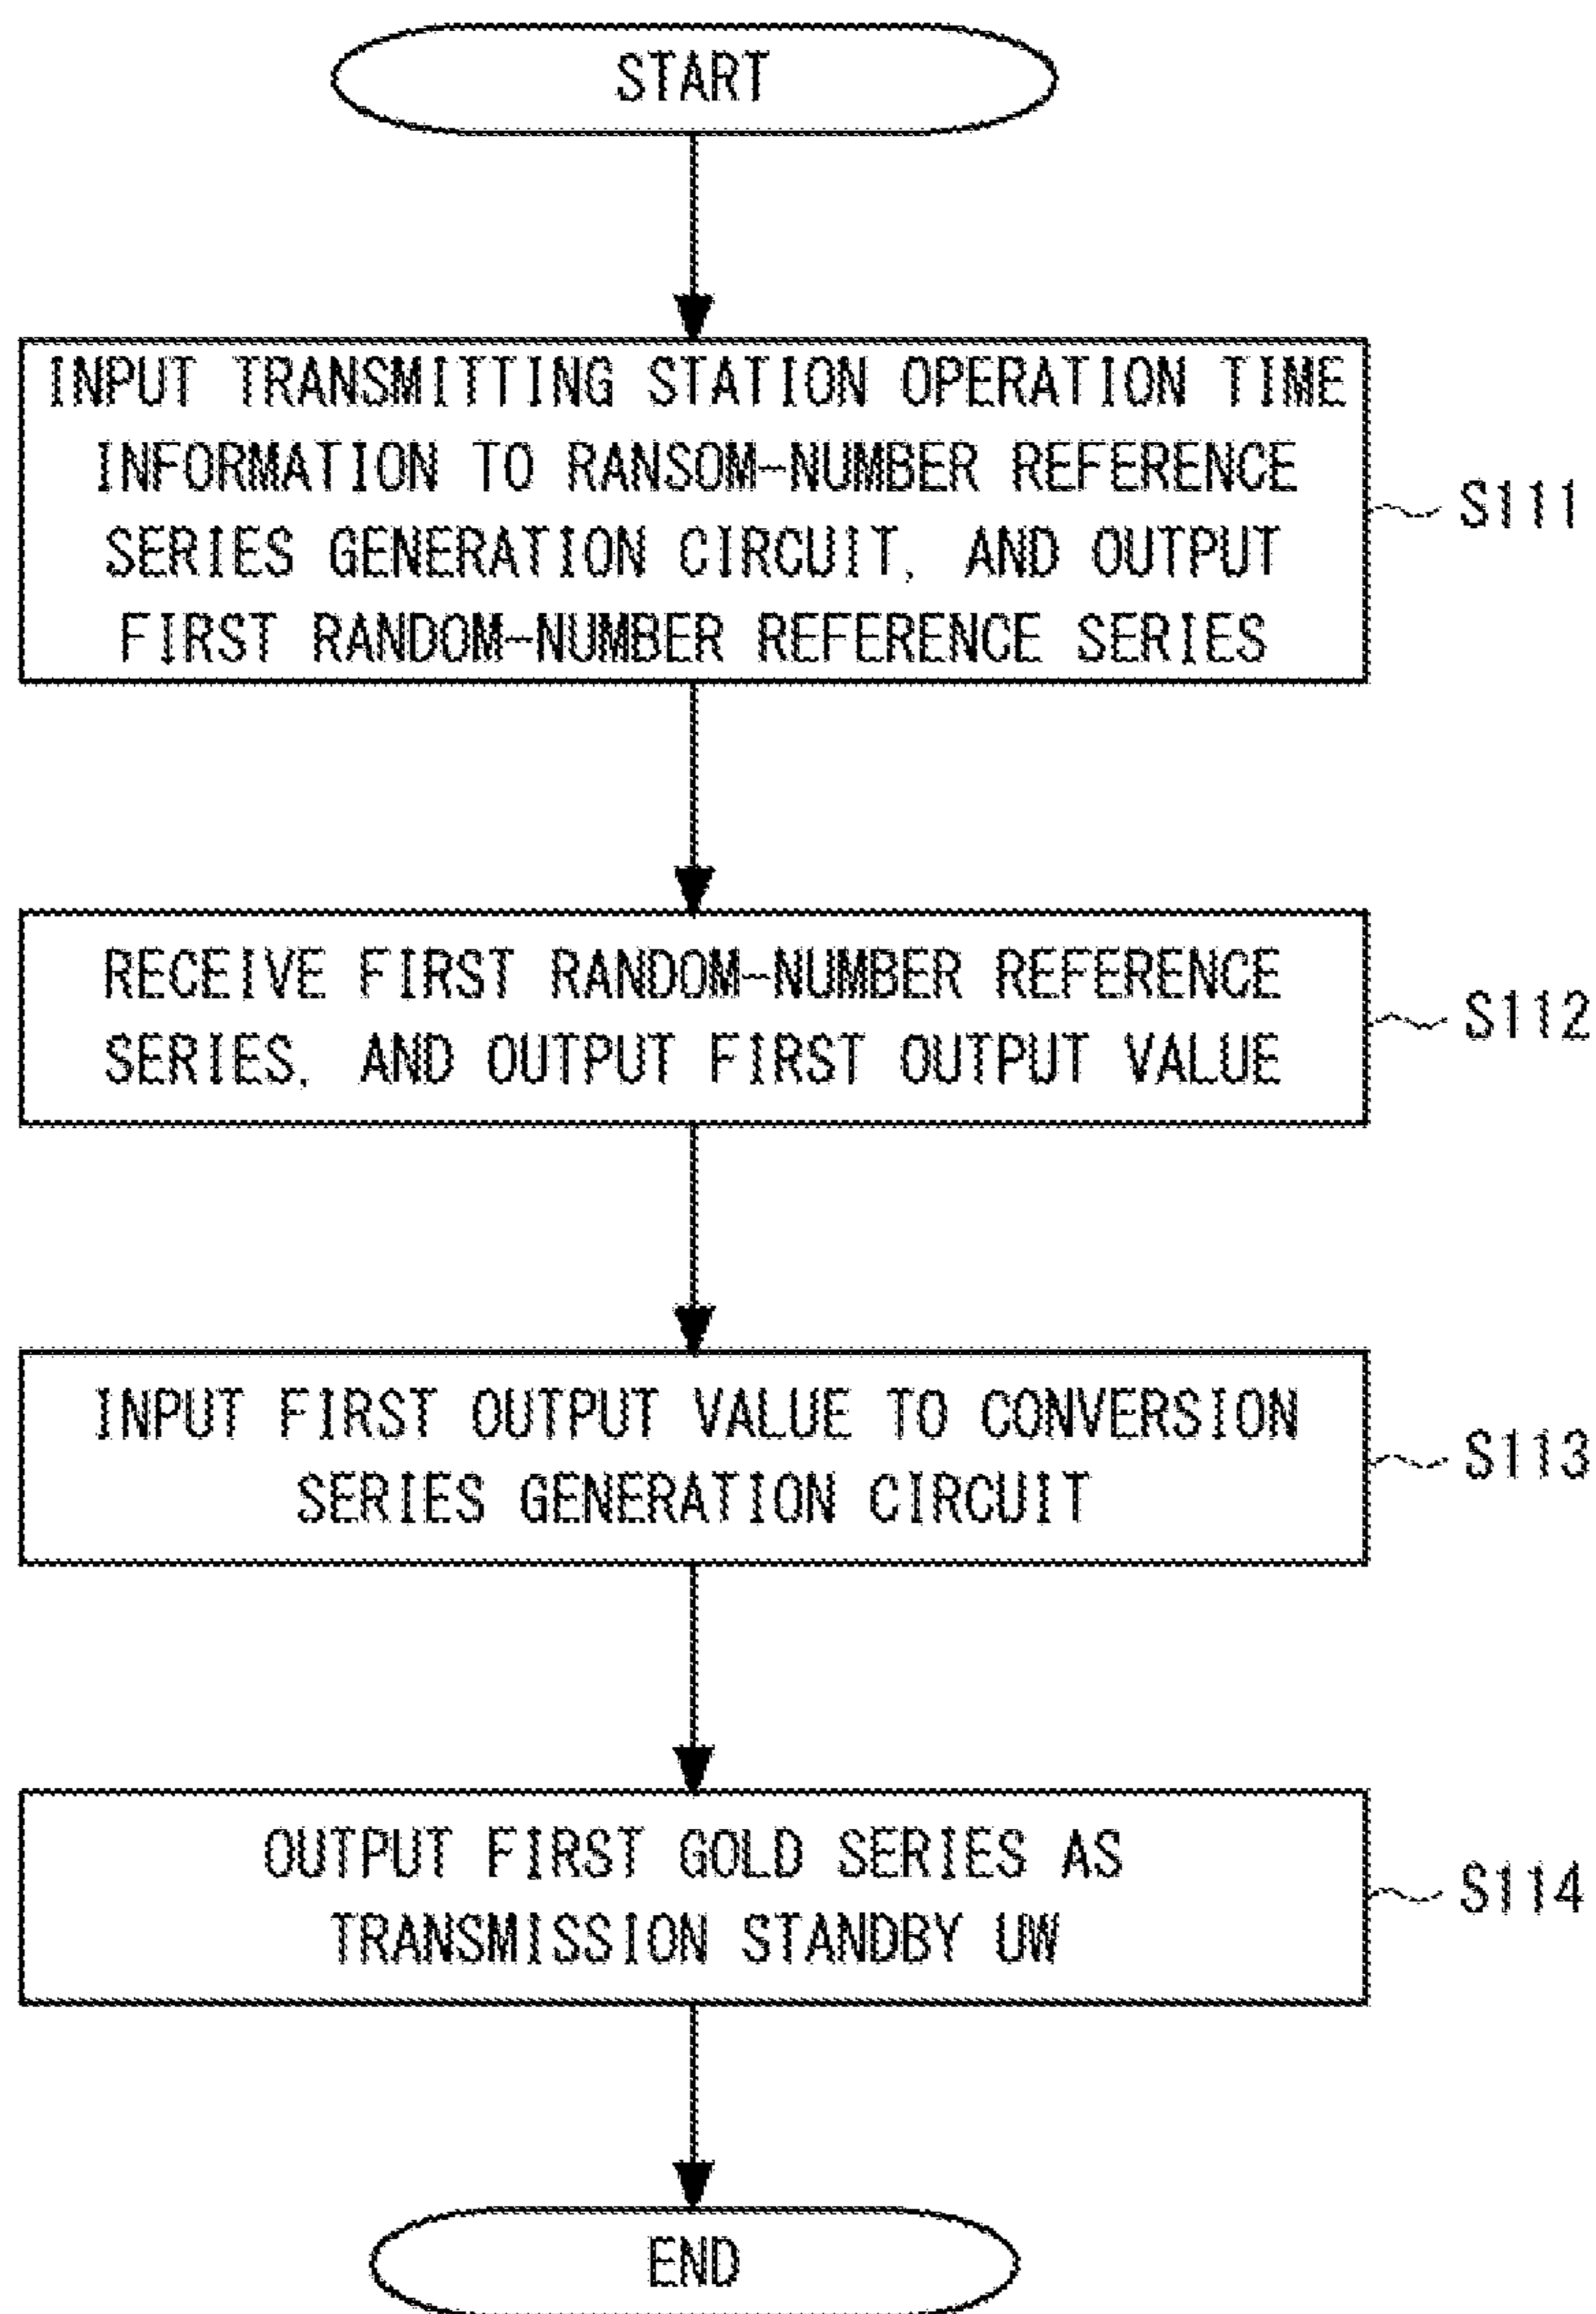 START
INPUT TRANSMITTING STATION OPERATION TIME
INFORMATION TO RANSOM-NUMBER REFERENCE
SERIES GENERATION CIRCUIT, AND OUTPUT
FIRST RANDOM-NUMBER REFERENCE SERIES
S111
RECEIVE FIRST RANDOM-NUMBER REFERENCE
SERIES, AND OUTPUT FIRST OUTPUT VALUE
S112
INPUT FIRST OUTPUT VALUE TO CONVERSION
SERIES GENERATION CIRCUIT
S113
OUTPUT FIRST GOLD SERIES AS
TRANSMISSION STANDBY UW
S114
END